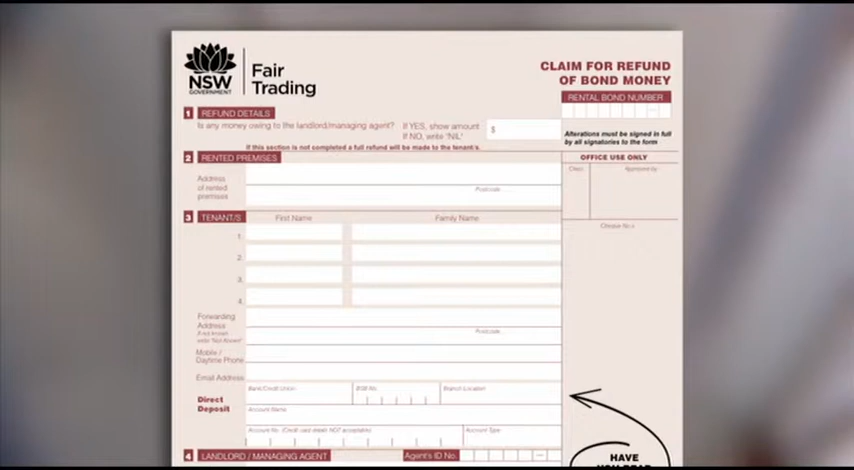 NSW
GOVERNMENT
Fair
Trading
CLAIM FOR REFUND
OF BOND MONEY
RENTAL BOND NUMBER
1 REFUND DETAILS
Is any money owing to the landlord/managing agent?
If YES, show amount
If NO, write 'NIL'
$
If this section is not completed a full refund will be made to the tenant/s.
Alterations must be signed in full
by all signatories to the form
OFFICE USE ONLY
2 RENTED PREMISES
Address
of rented
premises
Postcode
3 TENANT/S
First Name
Family Name
1.
2.
3.
4.
Forwarding
Address
If not known
write "Not Known"
Postcode
Mobile /
Daytime Phone
Email Address
Direct
Deposit
Bank/Credit Union
BSB No.
Branch Location
Account Name
Account No. (Credit card details NOT acceptable)
Account Type
4 LANDLORD / MANAGING AGENT
Agent's ID No.
HAVE
YOU READ